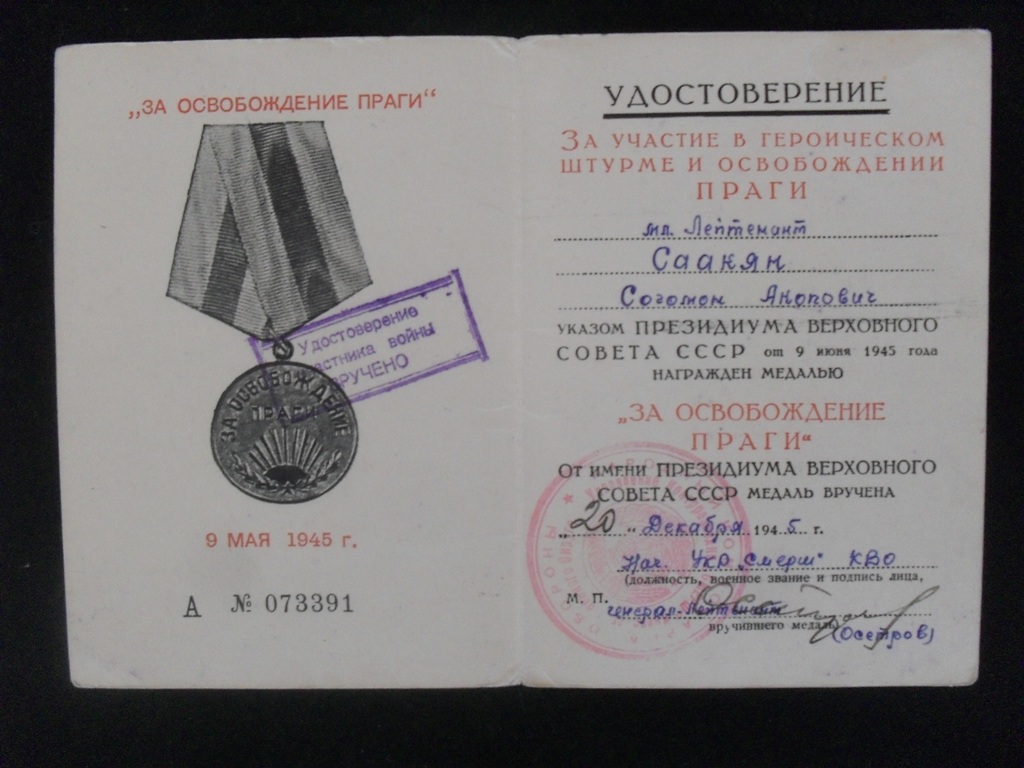 „ЗА ОСВОБОЖДЕНИЕ ПРАГИ“
Удостоверение
астника войны
ВРУЧЕНО
ЗА ОСВОБОЖДЕНИЕ
ПРАГИ
9 МАЯ 1945 г.
А № 073391
УДОСТОВЕРЕНИЕ
ЗА УЧАСТИЕ В ГЕРОИЧЕСКОМ
ШТУРМЕ И ОСВОБОЖДЕНИИ
ПРАГИ
мл. Лейтенант
Саакян
Согомон Акопович
УКАЗОМ ПРЕЗИДИУМА ВЕРХОВНОГО
СОВЕТА СССР от 9 июня 1945 года
НАГРАЖДЕН МЕДАЛЬЮ
„ЗА ОСВОБОЖДЕНИЕ
ПРАГИ“
ОТ ИМЕНИ ПРЕЗИДИУМА ВЕРХОВНОГО
СОВЕТА СССР МЕДАЛЬ ВРУЧЕНА
„20“ Декабря 1945 г.
Нач. УКР „Смерш“ КВО
(должность, военное звание и подпись лица,
М. П.
генерал-Лейтенант
вручившего медаль)
(Осетров)